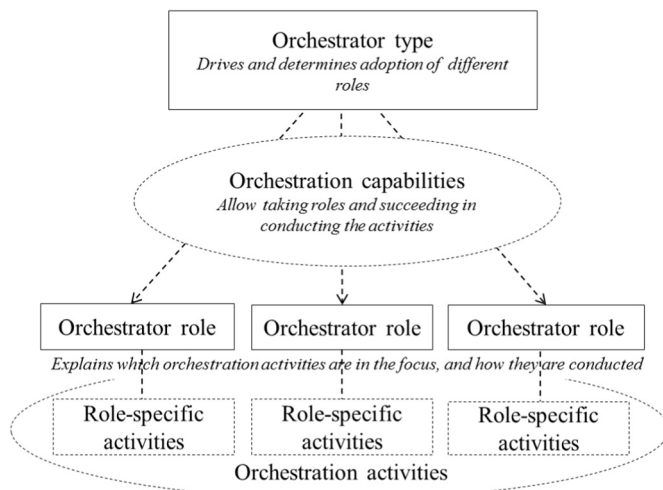 Orchestrator type
Drives and determines adoption of different
roles
Orchestration capabilities
Allow taking roles and succeeding in
conducting the activities
Orchestrator role
Orchestrator role
Orchestrator role
Explains which orchestration activities are in the focus, and how they are conducted
Role-specific
activities
Role-specific
activities
Role-specific
activities
Orchestration activities